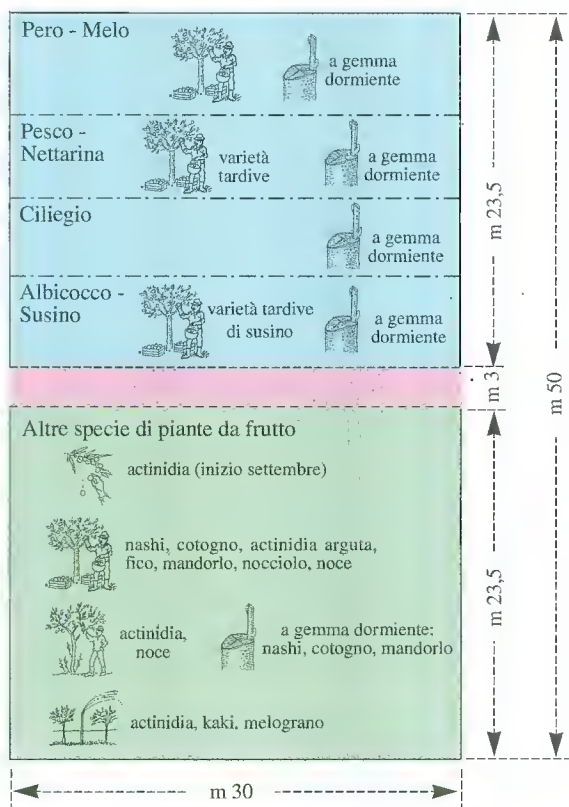 Pero - Melo
a gemma
dormiente
Pesco -
Nettarina
varietà
tardive
a gemma
dormiente
Ciliegio
a gemma
dormiente
Albicocco -
Susino
varietà tardive
di susino
a gemma
dormiente
m 23,5
m 3
m 50
Altre specie di piante da frutto
actinidia (inizio settembre)
nashi, cotogno, actinidia arguta,
fico, mandorlo, nocciolo, noce
actinidia,
noce
a gemma dormiente:
nashi, cotogno, mandorlo
actinidia, kaki, melograno
m 23,5
m 30